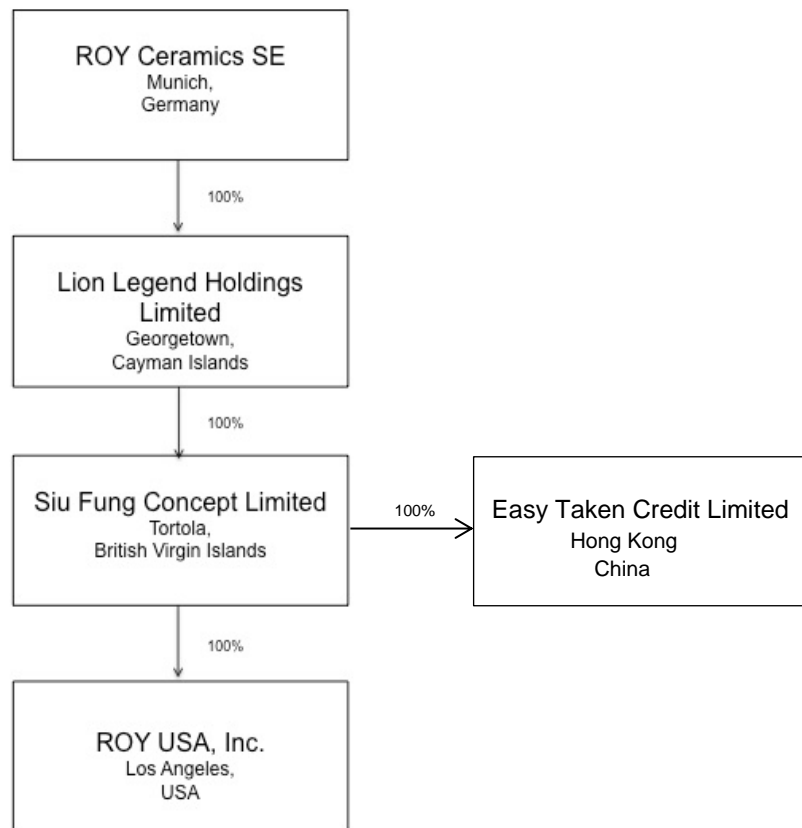 ROY Ceramics SE
Munich,
Germany
100%
Lion Legend Holdings
Limited
Georgetown,
Cayman Islands
100%
Siu Fung Concept Limited
Tortola,
British Virgin Islands
100%
Easy Taken Credit Limited
Hong Kong
China
100%
ROY USA, Inc.
Los Angeles,
USA